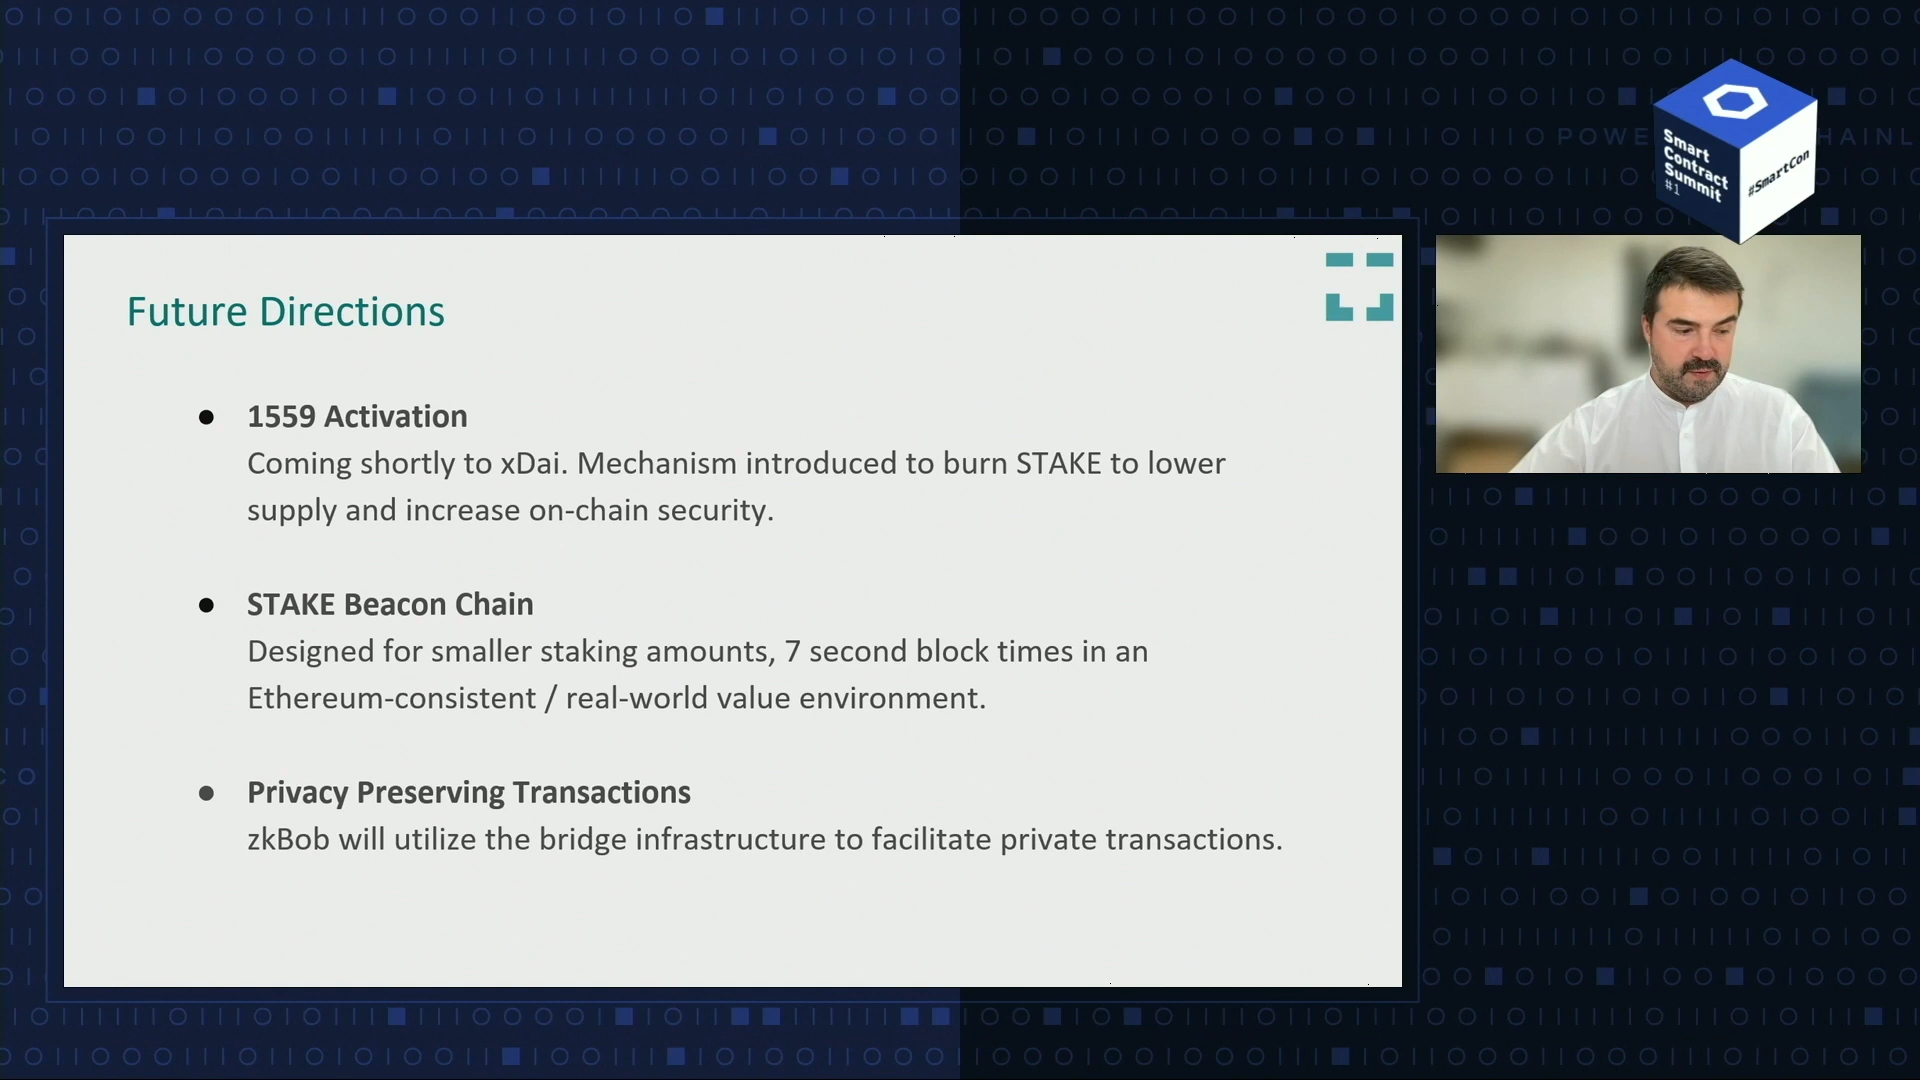 Smart
Contract
Summit
#1
#SmartCon
POWE
HAINL
Future Directions
1559 Activation
Coming shortly to xDai. Mechanism introduced to burn STAKE to lower
supply and increase on-chain security.
STAKE Beacon Chain
Designed for smaller staking amounts, 7 second block times in an
Ethereum-consistent / real-world value environment.
Privacy Preserving Transactions
zkBob will utilize the bridge infrastructure to facilitate private transactions.